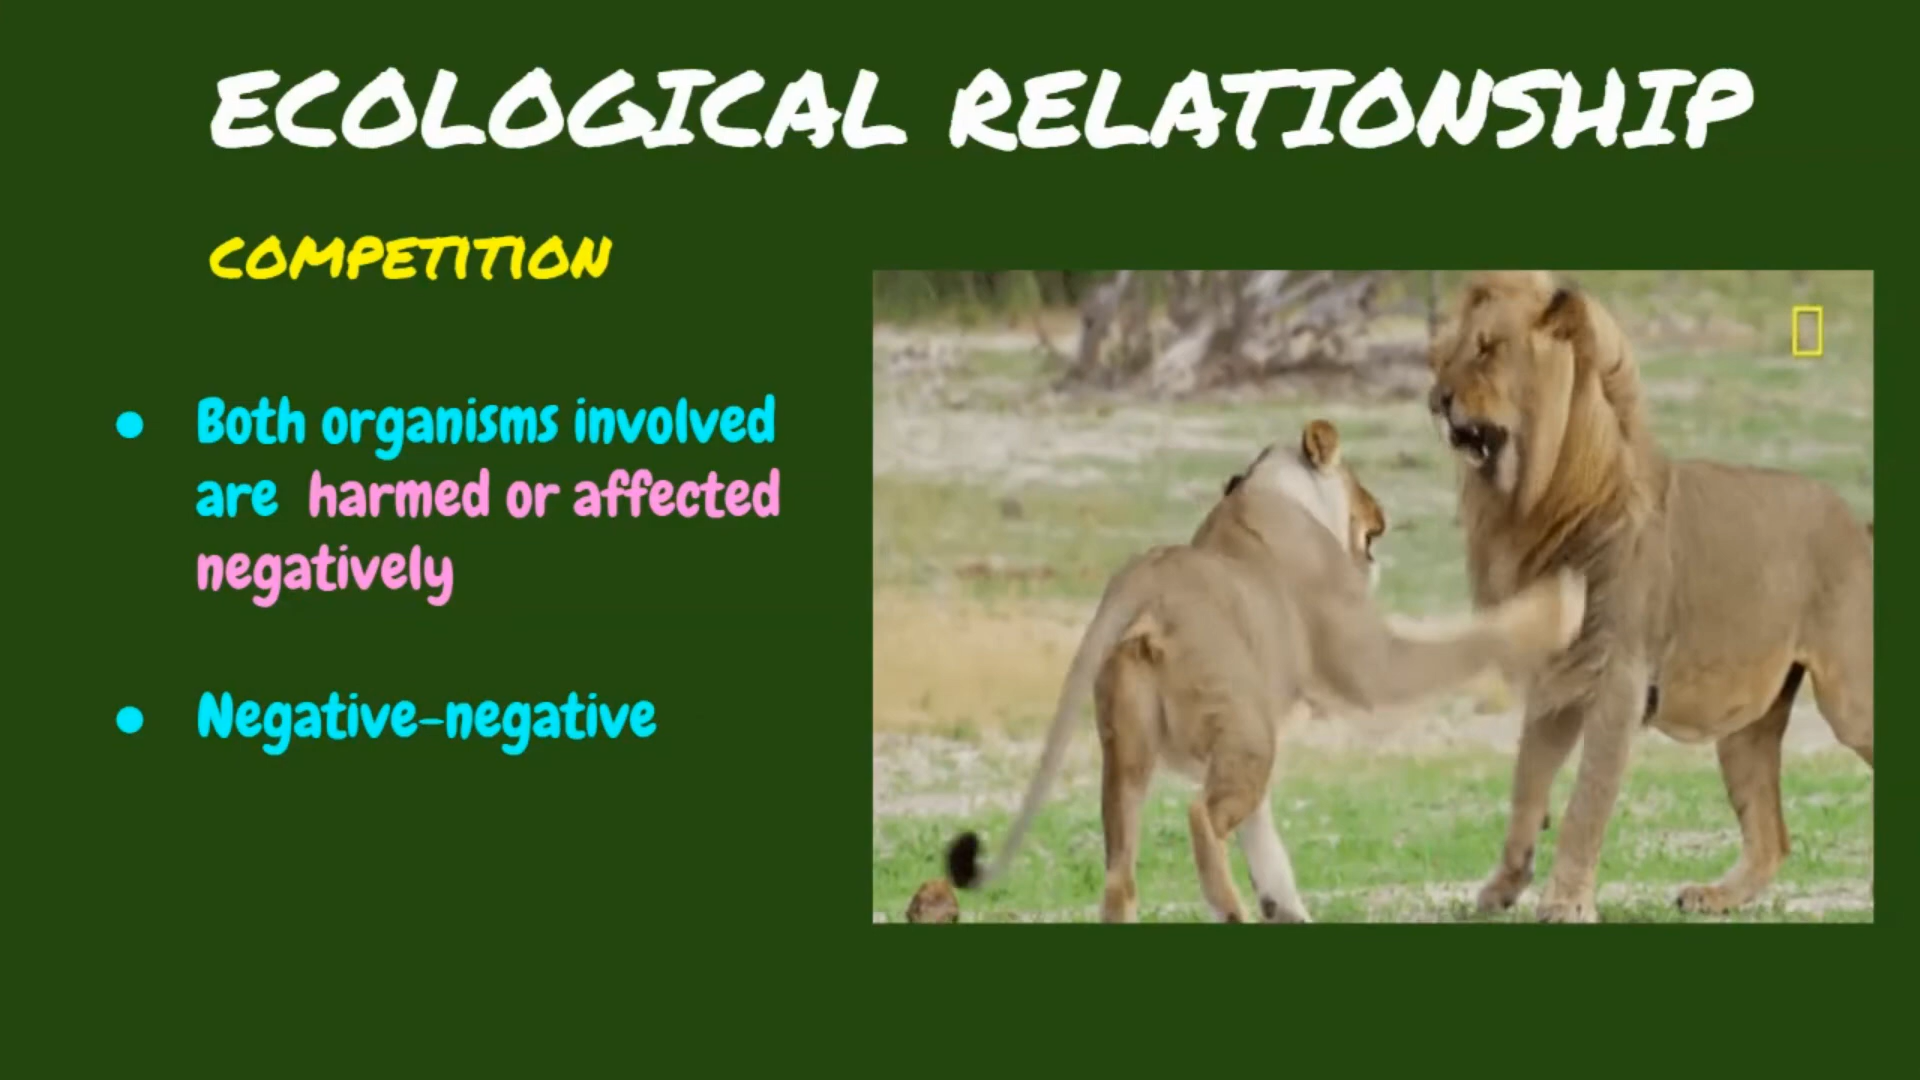 ECOLOGICAL RELATIONSHIP
COMPETITION
● Both organisms involved
are harmed or affected
negatively
● Negative-negative